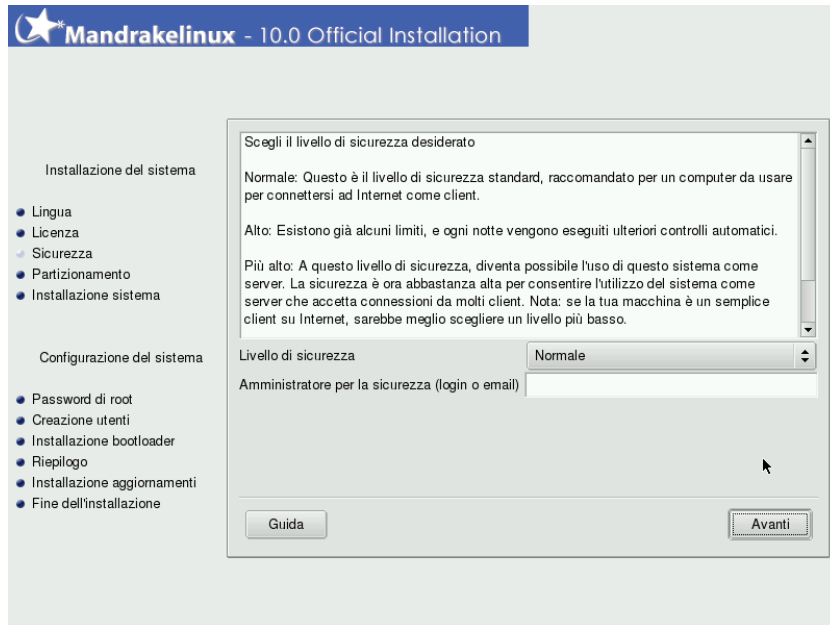 Mandrakelinux - 10.0 Official Installation
Installazione del sistema
Lingua
Licenza
Sicurezza
Partizionamento
Installazione sistema
Configurazione del sistema
Password di root
Creazione utenti
Installazione bootloader
Riepilogo
Installazione aggiornamenti
Fine dell'installazione
Scegli il livello di sicurezza desiderato
Normale: Questo è il livello di sicurezza standard, raccomandato per un computer da usare
per connettersi ad Internet come client.
Alto: Esistono già alcuni limiti, e ogni notte vengono eseguiti ulteriori controlli automatici.
Più alto: A questo livello di sicurezza, diventa possibile l'uso di questo sistema come
server. La sicurezza è ora abbastanza alta per consentire l'utilizzo del sistema come
server che accetta connessioni da molti client. Nota: se la tua macchina è un semplice
client su Internet, sarebbe meglio scegliere un livello più basso.
Livello di sicurezza
Normale
Amministratore per la sicurezza (login o email)
Guida
Avanti